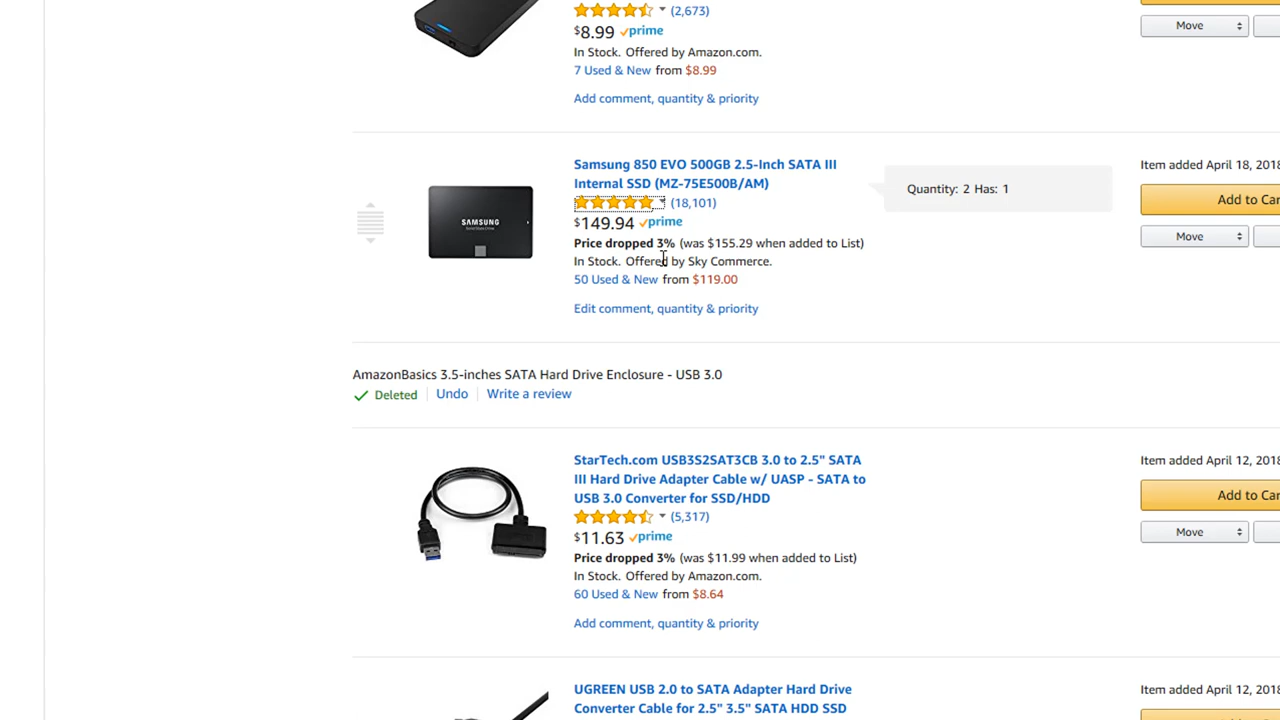 (2,673)
$8.99 prime
Move
In Stock. Offered by Amazon.com.
7 Used & New from $8.99
Add comment, quantity & priority
Samsung 850 EVO 500GB 2.5-Inch SATA III
Internal SSD (MZ-75E500B/AM)
(18,101)
$149.94 prime
Price dropped 3% (was $155.29 when added to List)
In Stock. Offered by Sky Commerce.
50 Used & New from $119.00
Edit comment, quantity & priority
SAMSUNG
Solid State Drive
Quantity: 2 Has: 1
Item added April 18, 2018
Add to Car
Move
AmazonBasics 3.5-inches SATA Hard Drive Enclosure - USB 3.0
Deleted Undo Write a review
StarTech.com USB3S2SAT3CB 3.0 to 2.5" SATA
III Hard Drive Adapter Cable w/ UASP - SATA to
USB 3.0 Converter for SSD/HDD
(5,317)
$11.63 prime
Price dropped 3% (was $11.99 when added to List)
In Stock. Offered by Amazon.com.
60 Used & New from $8.64
Add comment, quantity & priority
Item added April 12, 2018
Add to Car
Move
UGREEN USB 2.0 to SATA Adapter Hard Drive
Converter Cable for 2.5" 3.5" SATA HDD SSD
Item added April 12, 2018